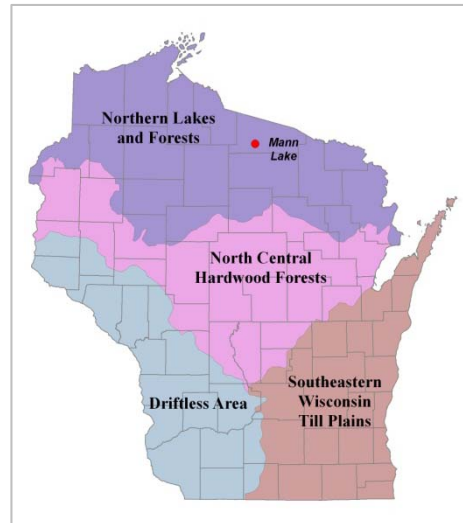 Northern Lakes
and Forests
Mann
Lake
North Central
Hardwood Forests
Driftless Area
Southeastern
Wisconsin
Till Plains